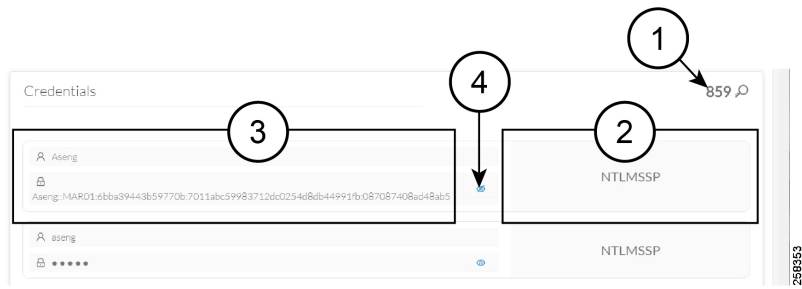 1
Credentials
4
859
3
2
Aseng
NTLMSSP
Aseng::MAR01:6bba39443b59770b:7011abc59983712dc0254d8db44991fb:087087408ad48ab5
aseng
NTLMSSP
•••••
258353